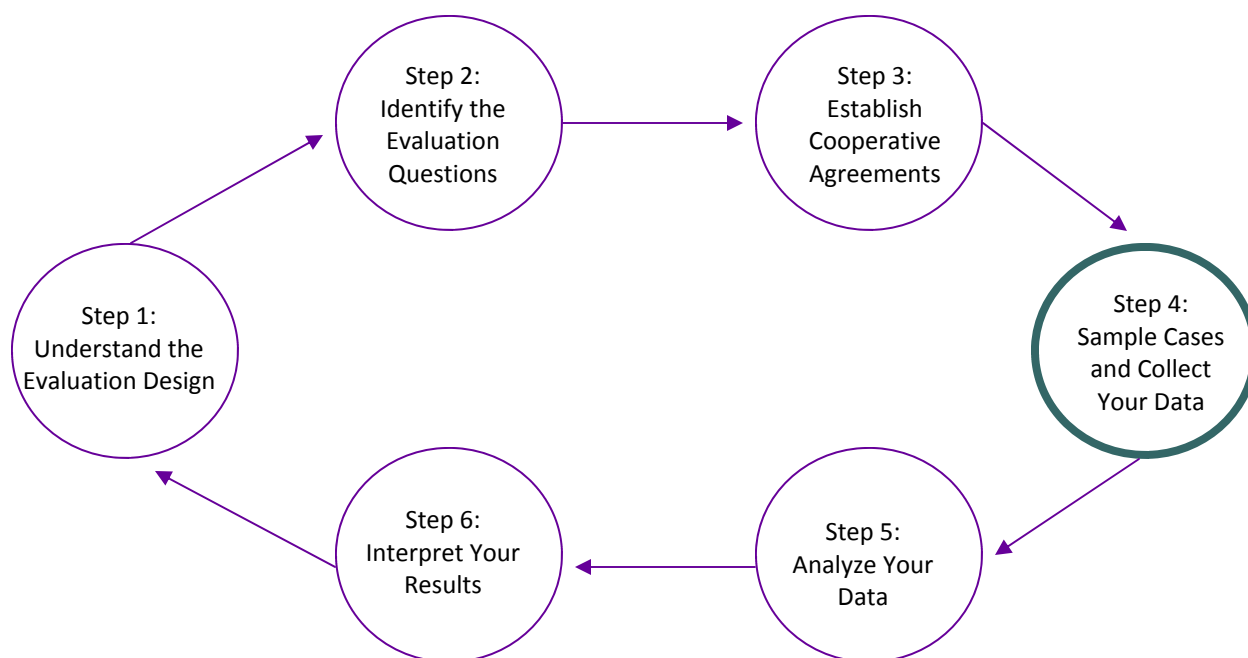 Step 2:
Identify the
Evaluation
Questions
Step 3:
Establish
Cooperative
Agreements
Step 1:
Understand the
Evaluation Design
Step 4:
Sample Cases
and Collect
Your Data
Step 6:
Interpret Your
Results
Step 5:
Analyze Your
Data